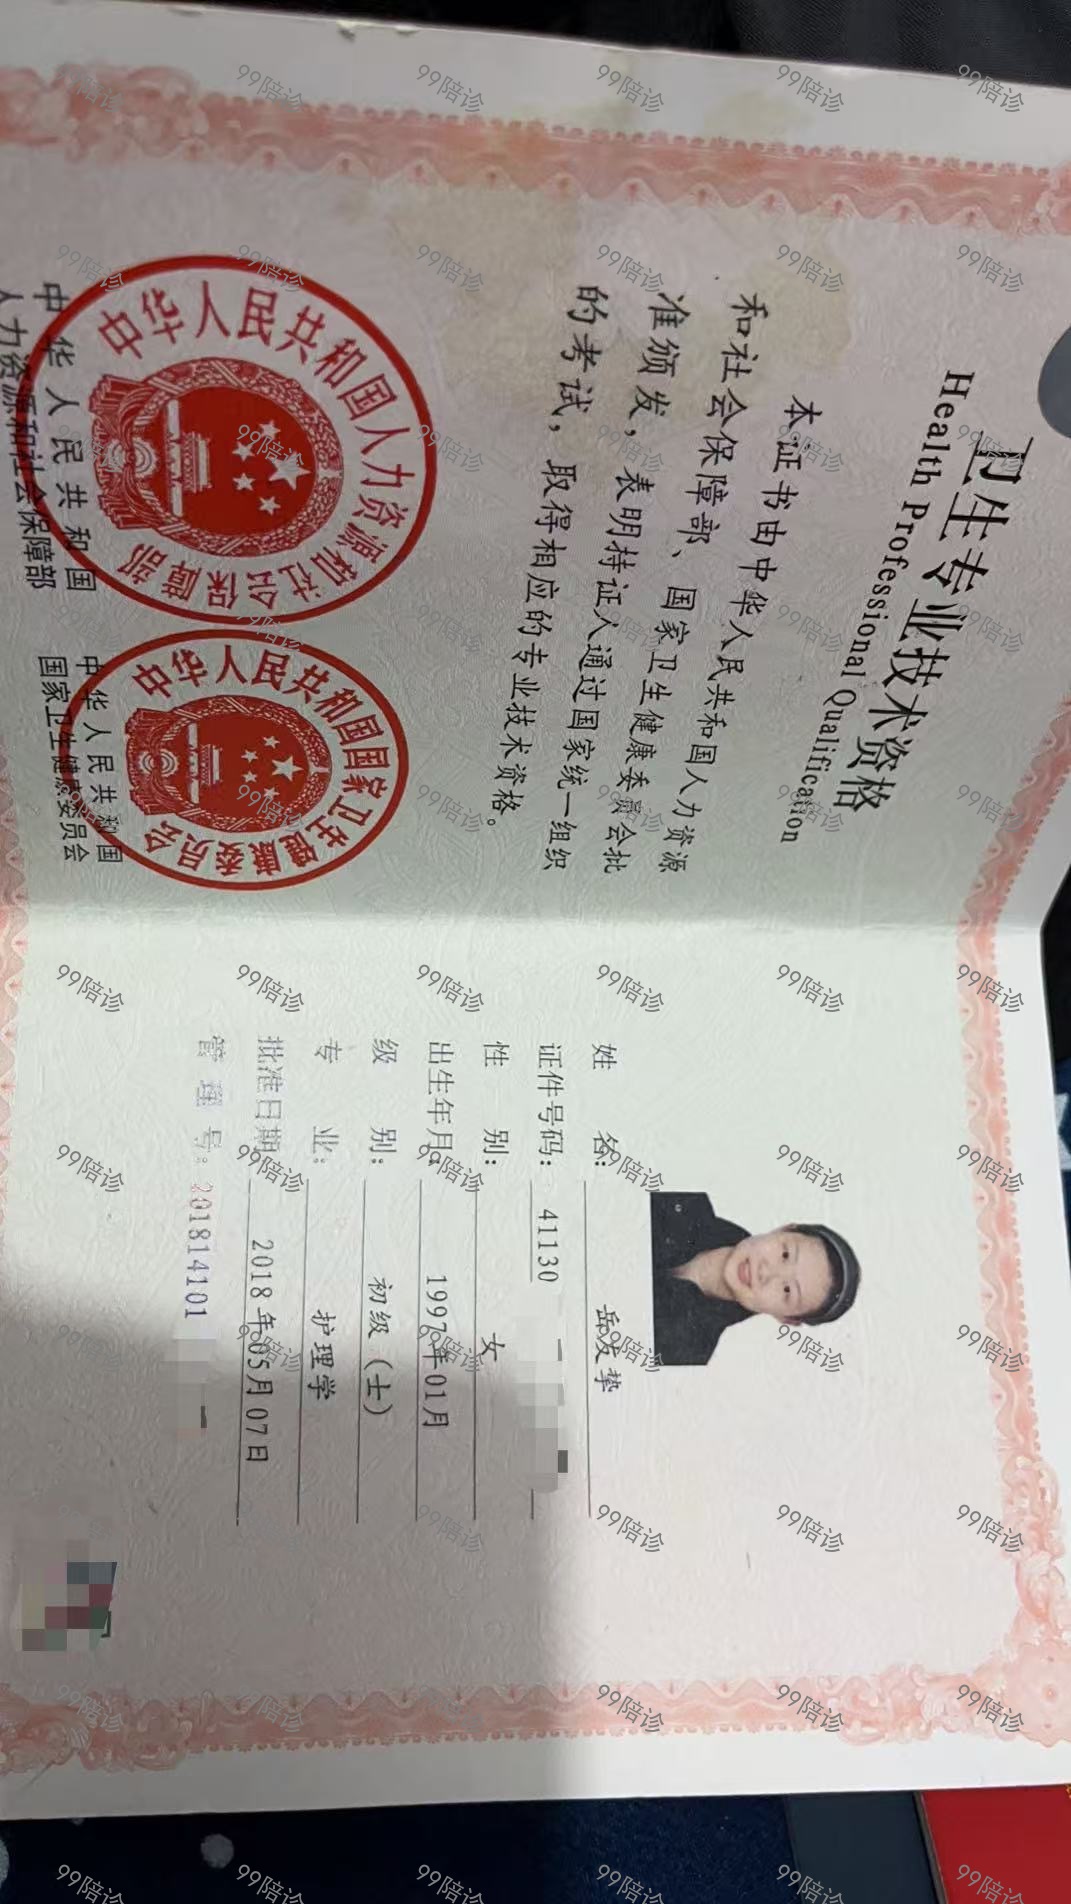 卫生专业技术资格
Health Professional Qualification
本证书由中华人民共和国人力资源
和社会保障部、国家卫生健康委员会批
准颁发，表明持证人通过国家统一组织
的考试，取得相应的专业技术资格。
中华人民共和国人力资源和社会保障部
中华人民共和国
人力资源和社会保障部
中华人民共和国国家卫生健康委员会
中华人民共和国
国家卫生健康委员会
姓名：岳发挚
证件号码：41130
性别：女
出生年月：1997年01月
级别：初级（士）
专业：护理学
批准日期：2018年05月07日
管理号：201814101
99陪诊